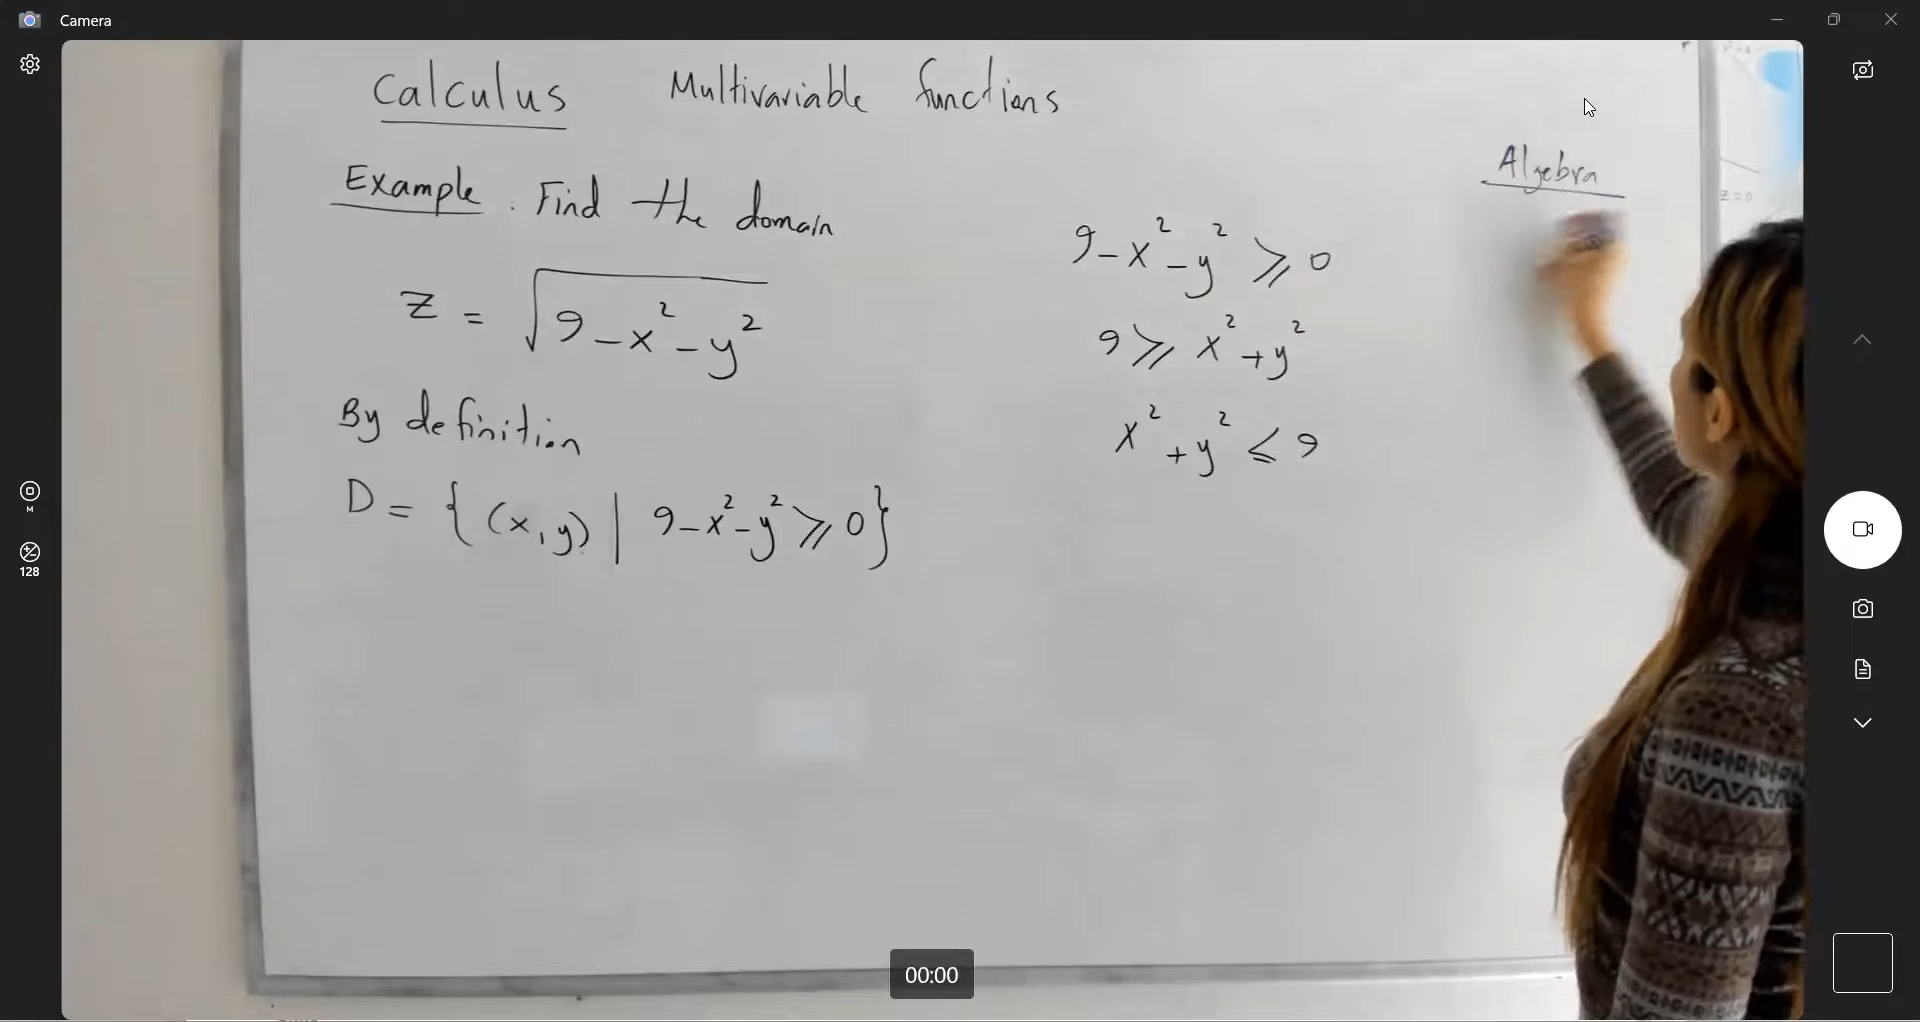 Camera
Calculus Multivariable functions
Example. Find the domain
z = √(9-x²-y²)
By definition
D = {(x,y) | 9-x²-y² ⩾ 0}
9-x²-y² ⩾ 0
9 ⩾ x²+y²
x²+y² ≤ 9
Algebra
z=0
M
128
00:00